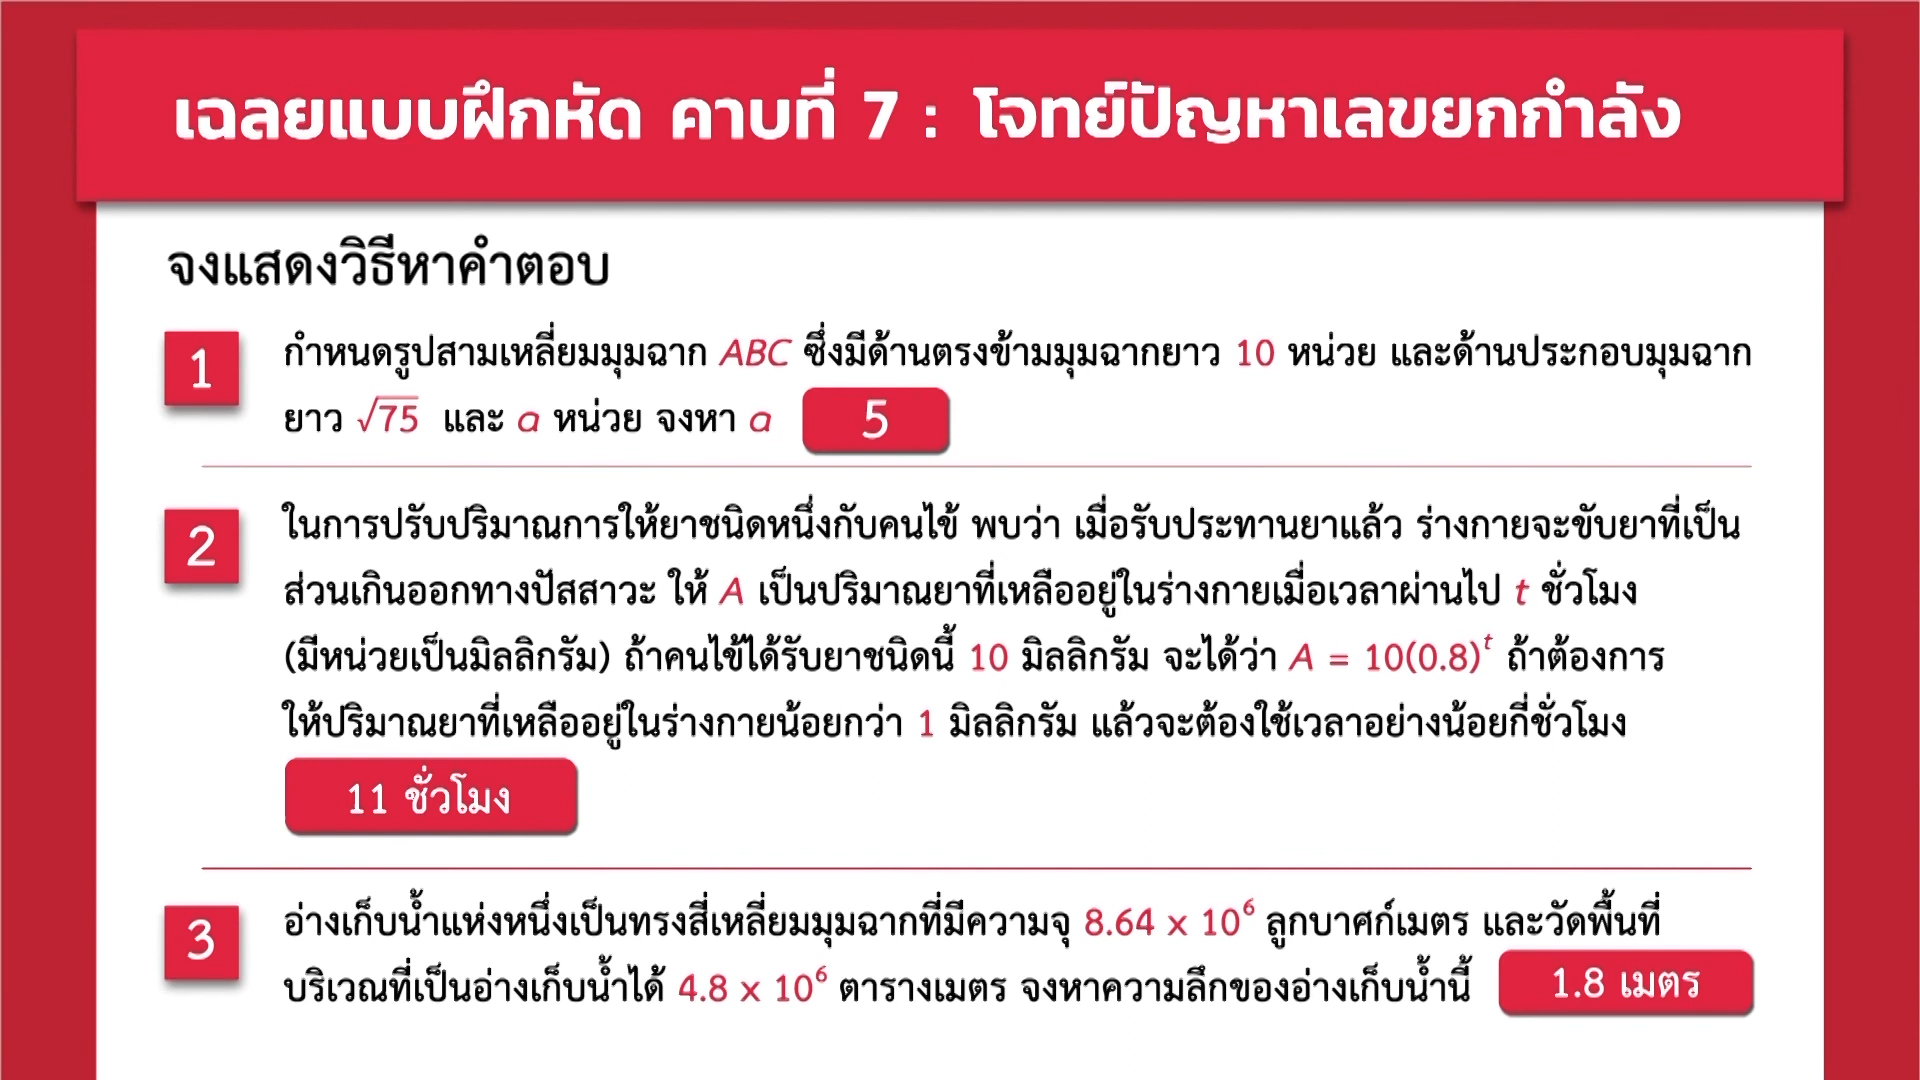 เฉลยแบบฝึกหัด คาบที่ 7 : โจทย์ปัญหาเลขยกกำลัง
จงแสดงวิธีหาคำตอบ
1 กำหนดรูปสามเหลี่ยมมุมฉาก ABC ซึ่งมีด้านตรงข้ามมุมฉากยาว 10 หน่วย และด้านประกอบมุมฉาก
ยาว √75 และ a หน่วย จงหา a 5
2 ในการปรับปริมาณการให้ยาชนิดหนึ่งกับคนไข้ พบว่า เมื่อรับประทานยาแล้ว ร่างกายจะขับยาที่เป็น
ส่วนเกินออกทางปัสสาวะ ให้ A เป็นปริมาณยาที่เหลืออยู่ในร่างกายเมื่อเวลาผ่านไป t ชั่วโมง
(มีหน่วยเป็นมิลลิกรัม) ถ้าคนไข้ได้รับยาชนิดนี้ 10 มิลลิกรัม จะได้ว่า A = 10(0.8)ᵗ ถ้าต้องการ
ให้ปริมาณยาที่เหลืออยู่ในร่างกายน้อยกว่า 1 มิลลิกรัม แล้วจะต้องใช้เวลาอย่างน้อยกี่ชั่วโมง
11 ชั่วโมง
3 อ่างเก็บน้ำแห่งหนึ่งเป็นทรงสี่เหลี่ยมมุมฉากที่มีความจุ 8.64 x 10⁶ ลูกบาศก์เมตร และวัดพื้นที่
บริเวณที่เป็นอ่างเก็บน้ำได้ 4.8 x 10⁶ ตารางเมตร จงหาความลึกของอ่างเก็บน้ำนี้ 1.8 เมตร